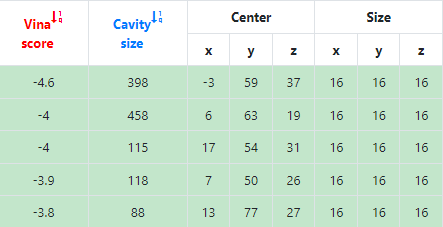 Vina score Cavity size Center Size
x y z x y z
-4.6 398 -3 59 37 16 16 16
-4 458 6 63 19 16 16 16
-4 115 17 54 31 16 16 16
-3.9 118 7 50 26 16 16 16
-3.8 88 13 77 27 16 16 16